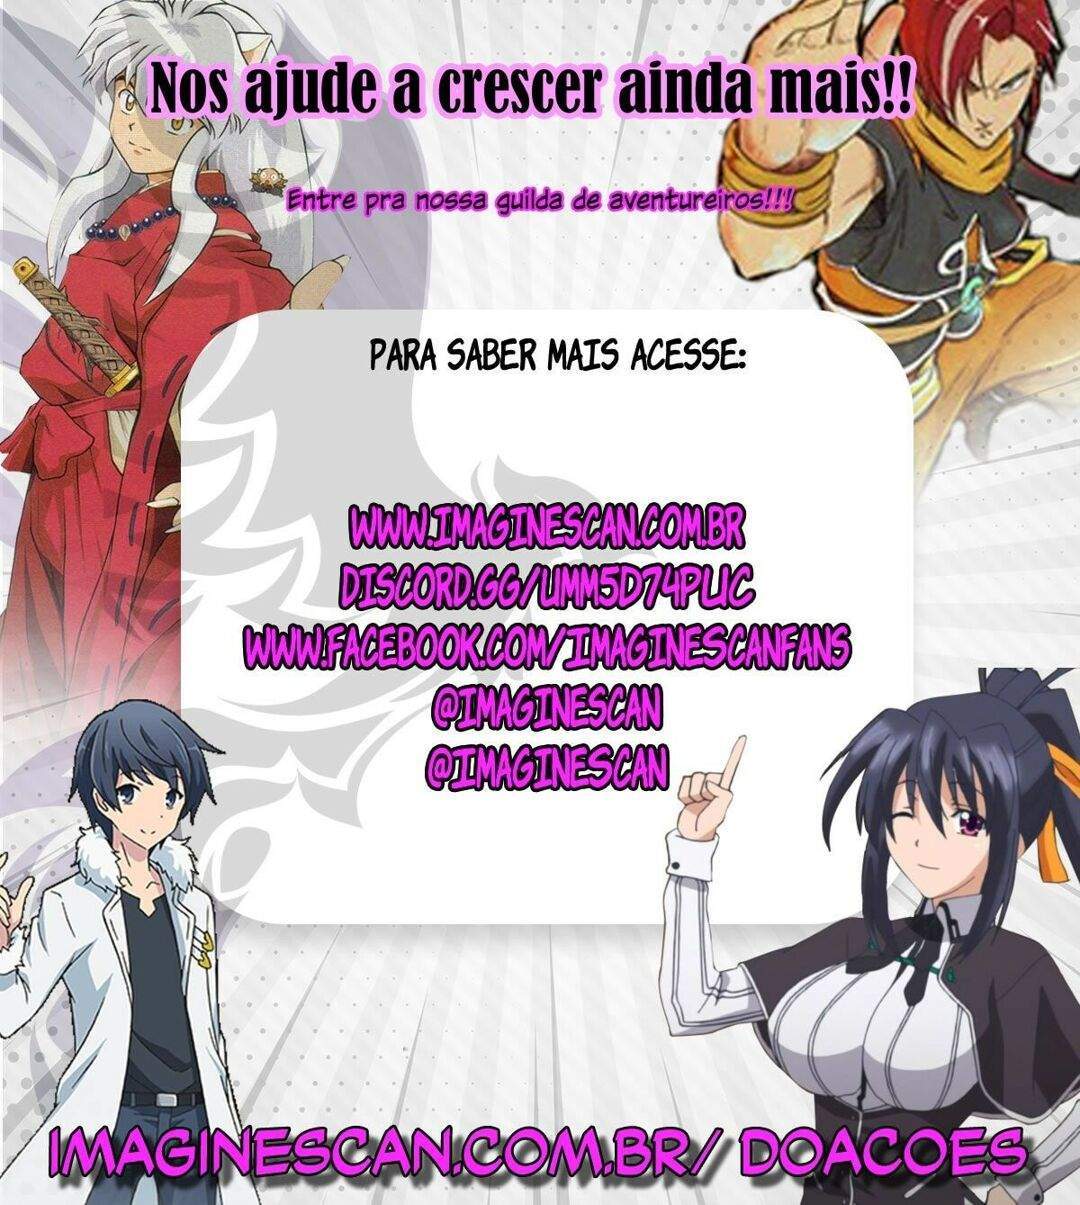 Nos ajude a crescer ainda mais!!
Entre pra nossa guilda de aventureiros!!!
PARA SABER MAIS ACESSE:
WWW.IMAGINESCAN.COM.BR
DISCORD.GG/UMM5D74PUC
WWW.FACEBOOK.COM/IMAGINESCANFANS
@IMAGINESCAN
@IMAGINESCAN
IMAGINESCAN.COM.BR/ DOACOES